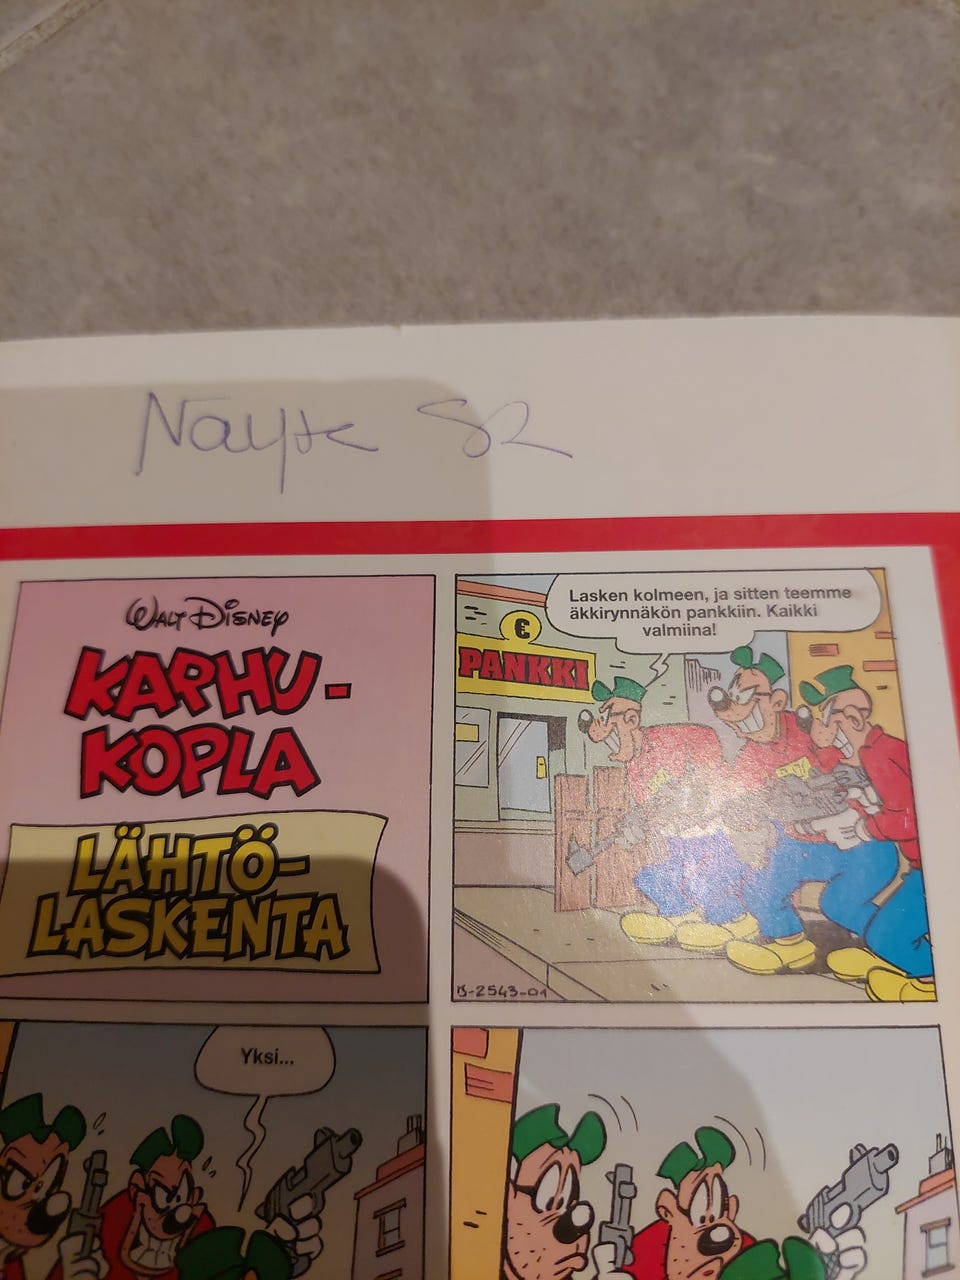 Näyte S2
WALT DISNEY
KARHU-
KOPLA
LÄHTÖ-
LASKENTA
Lasken kolmeen, ja sitten teemme
äkkirynnäkön pankkiin. Kaikki
valmiina!
€
PANKKI
D-2543-01
Yksi...